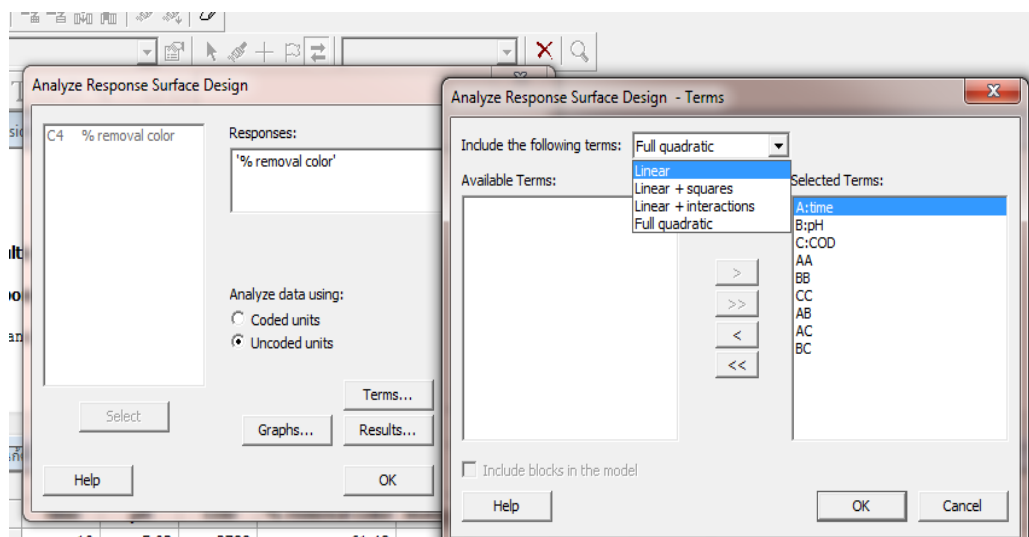 Analyze Response Surface Design
C4 % removal color
Responses:
'% removal color'
Analyze data using:
Coded units
Uncoded units
Terms...
Select
Graphs...
Results...
Help
OK
Analyze Response Surface Design - Terms
Include the following terms:
Full quadratic
Linear
Linear + squares
Linear + interactions
Full quadratic
Available Terms:
Selected Terms:
A:time
B:pH
C:COD
AA
BB
CC
AB
AC
BC
>
>>
<
<<
Include blocks in the model
Help
OK
Cancel